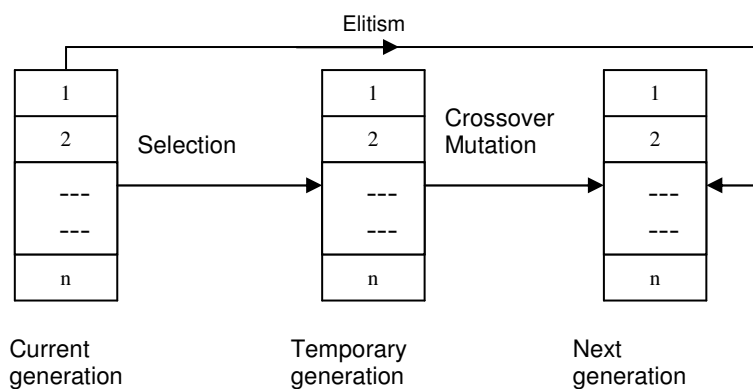 Elitism
1
2
---
---
n
Selection
1
2
---
---
n
Crossover
Mutation
1
2
---
---
n
Current
generation
Temporary
generation
Next
generation